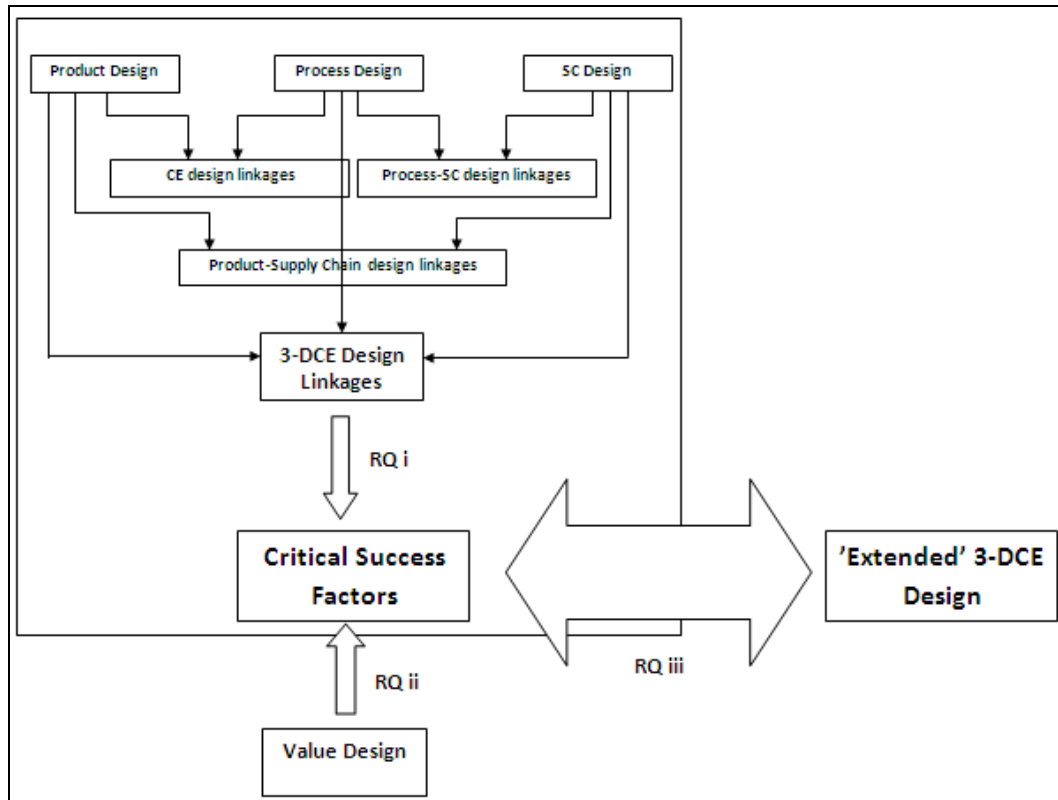 Product Design
Process Design
SC Design
CE design linkages
Process-SC design linkages
Product-Supply Chain design linkages
3-DCE Design
Linkages
RQ i
Critical Success
Factors
’Extended’ 3-DCE
Design
RQ iii
RQ ii
Value Design